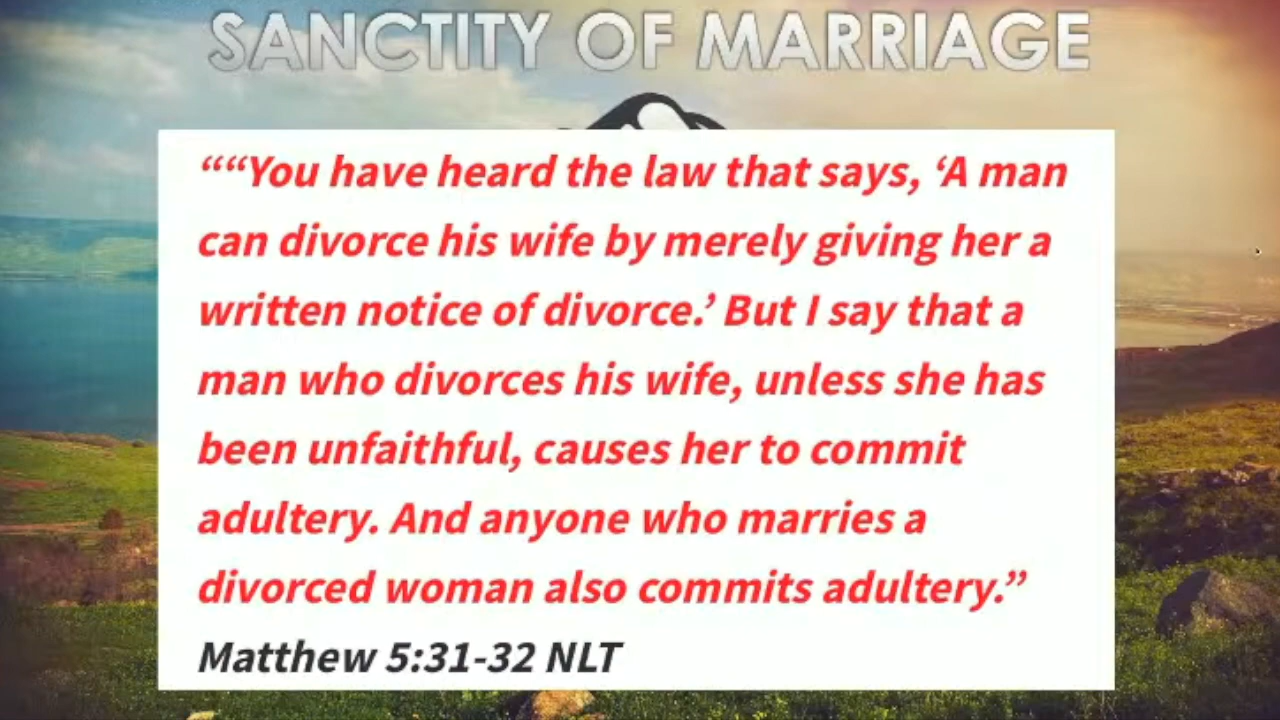 SANCTITY OF MARRIAGE
““You have heard the law that says, ‘A man
can divorce his wife by merely giving her a
written notice of divorce.’ But I say that a
man who divorces his wife, unless she has
been unfaithful, causes her to commit
adultery. And anyone who marries a
divorced woman also commits adultery.”
Matthew 5:31-32 NLT